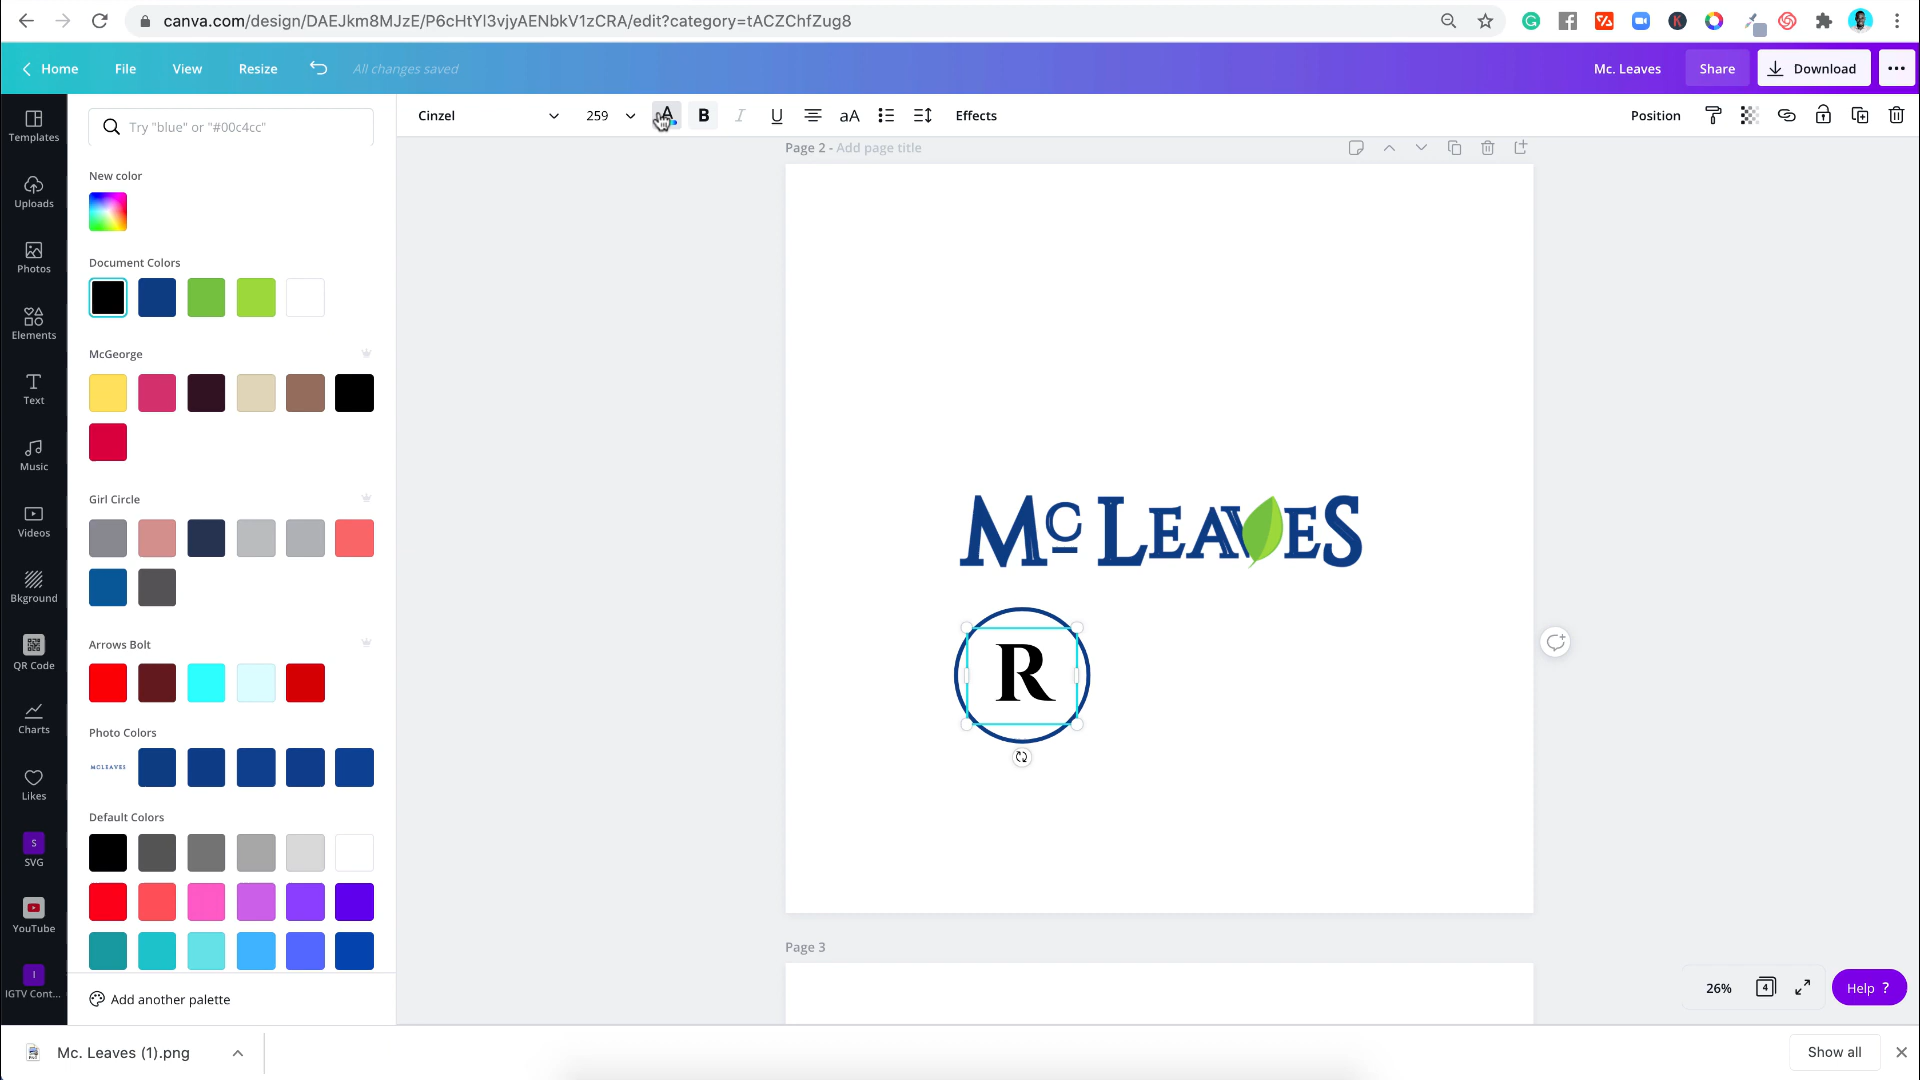 canva.com/design/DAEJkm8MJzE/P6cHtYl3vjyAENbkV1zCRA/edit?category=tACZChfZug8
Home File View Resize All changes saved Mc. Leaves Share Download
Templates
Uploads
Photos
Elements
Text
Music
Videos
Bkground
QR Code
Charts
Likes
S
SVG
YouTube
I
IGTV Cont...
Try "blue" or "#00c4cc"
New color
Document Colors
McGeorge
Girl Circle
Arrows Bolt
Photo Colors
MCLEAVES
Default Colors
Add another palette
Cinzel 259 A B I U aA Effects Position
Page 2 - Add page title
Mc LEAVES
R
Page 3
26% 4 Help ?
Mc. Leaves (1).png Show all